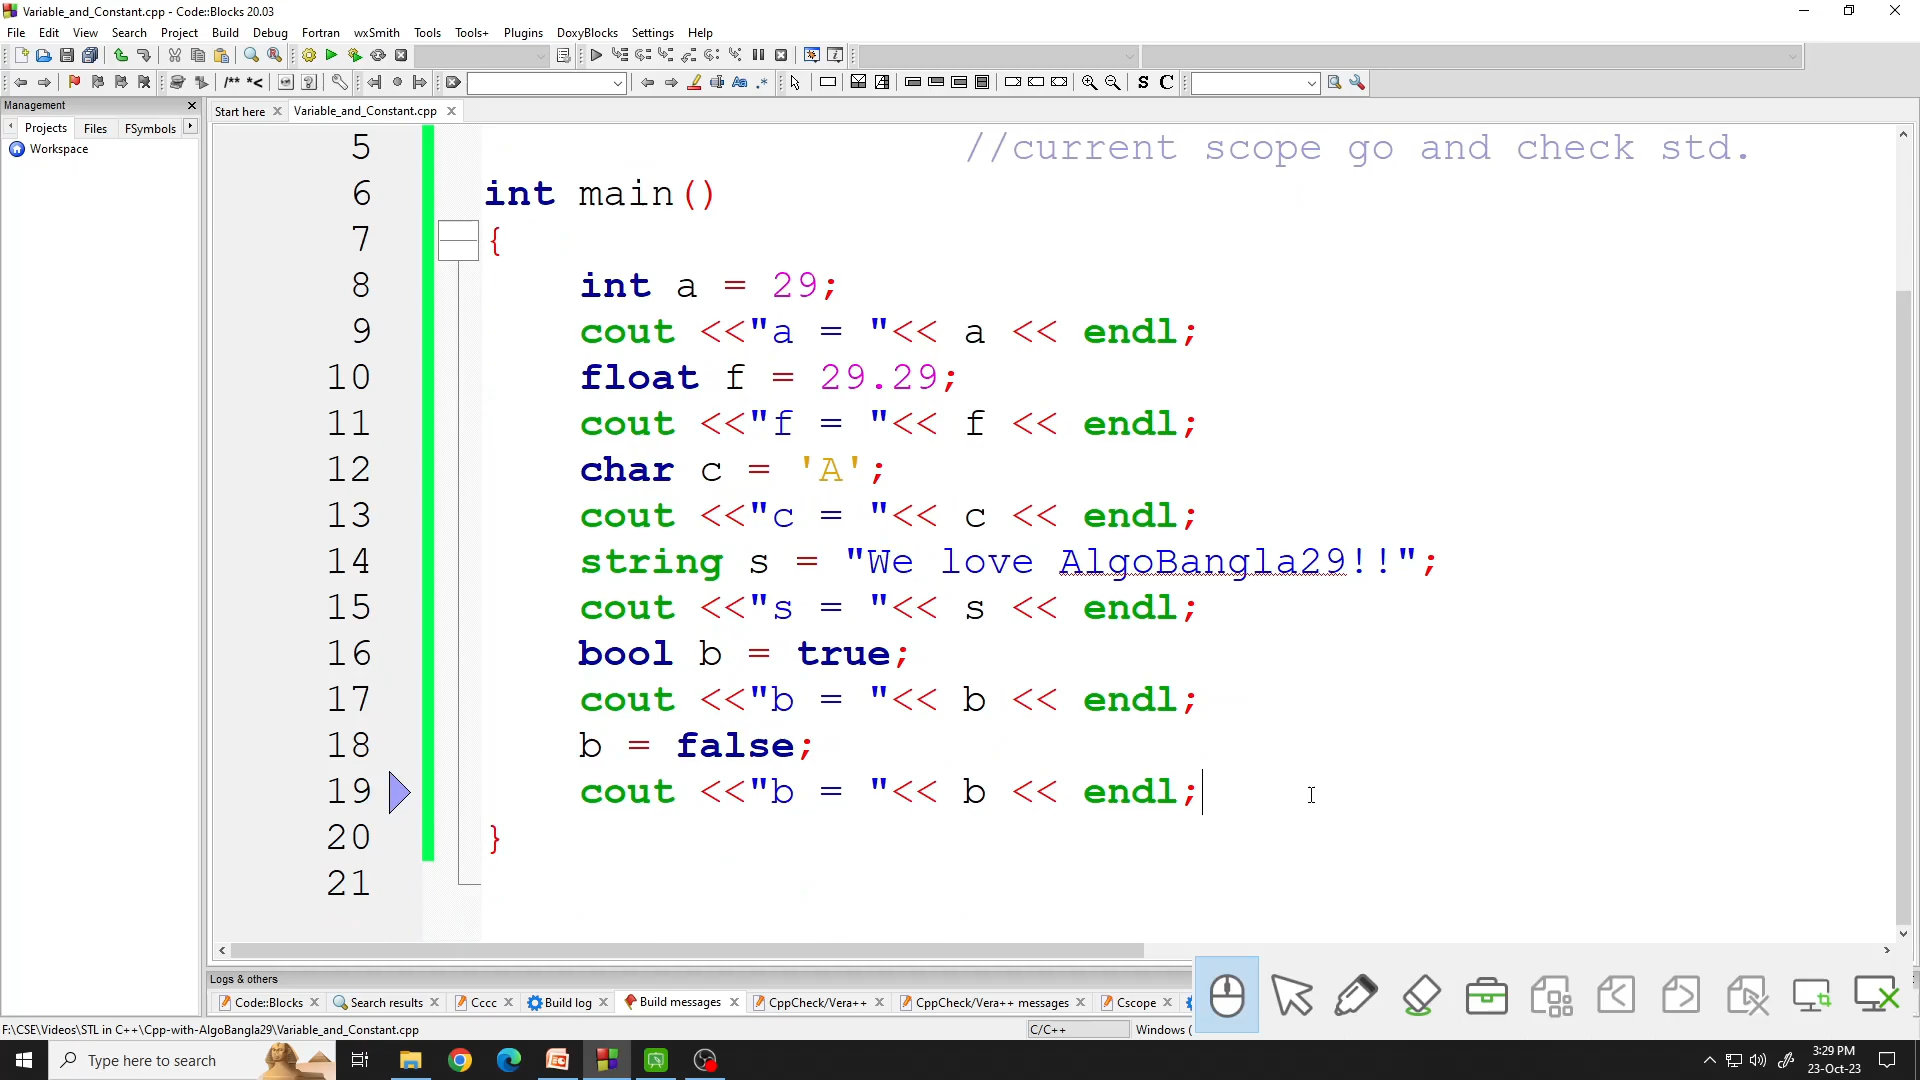 Variable_and_Constant.cpp - Code::Blocks 20.03
File Edit View Search Project Build Debug Fortran wxSmith Tools Tools+ Plugins DoxyBlocks Settings Help
/** *<
Aa .*
S C
Management
Start here Variable_and_Constant.cpp
Projects Files FSymbols
Workspace
5 //current scope go and check std.
6 int main()
7 {
8 int a = 29;
9 cout <<"a = "<< a << endl;
10 float f = 29.29;
11 cout <<"f = "<< f << endl;
12 char c = 'A';
13 cout <<"c = "<< c << endl;
14 string s = "We love AlgoBangla29!!";
15 cout <<"s = "<< s << endl;
16 bool b = true;
17 cout <<"b = "<< b << endl;
18 b = false;
19 cout <<"b = "<< b << endl;
20 }
21
Logs & others
Code::Blocks Search results Cccc Build log Build messages CppCheck/Vera++ CppCheck/Vera++ messages Cscope
F:\CSE\Videos\STL in C++\Cpp-with-AlgoBangla29\Variable_and_Constant.cpp C/C++ Windows (
Type here to search
3:29 PM
23-Oct-23